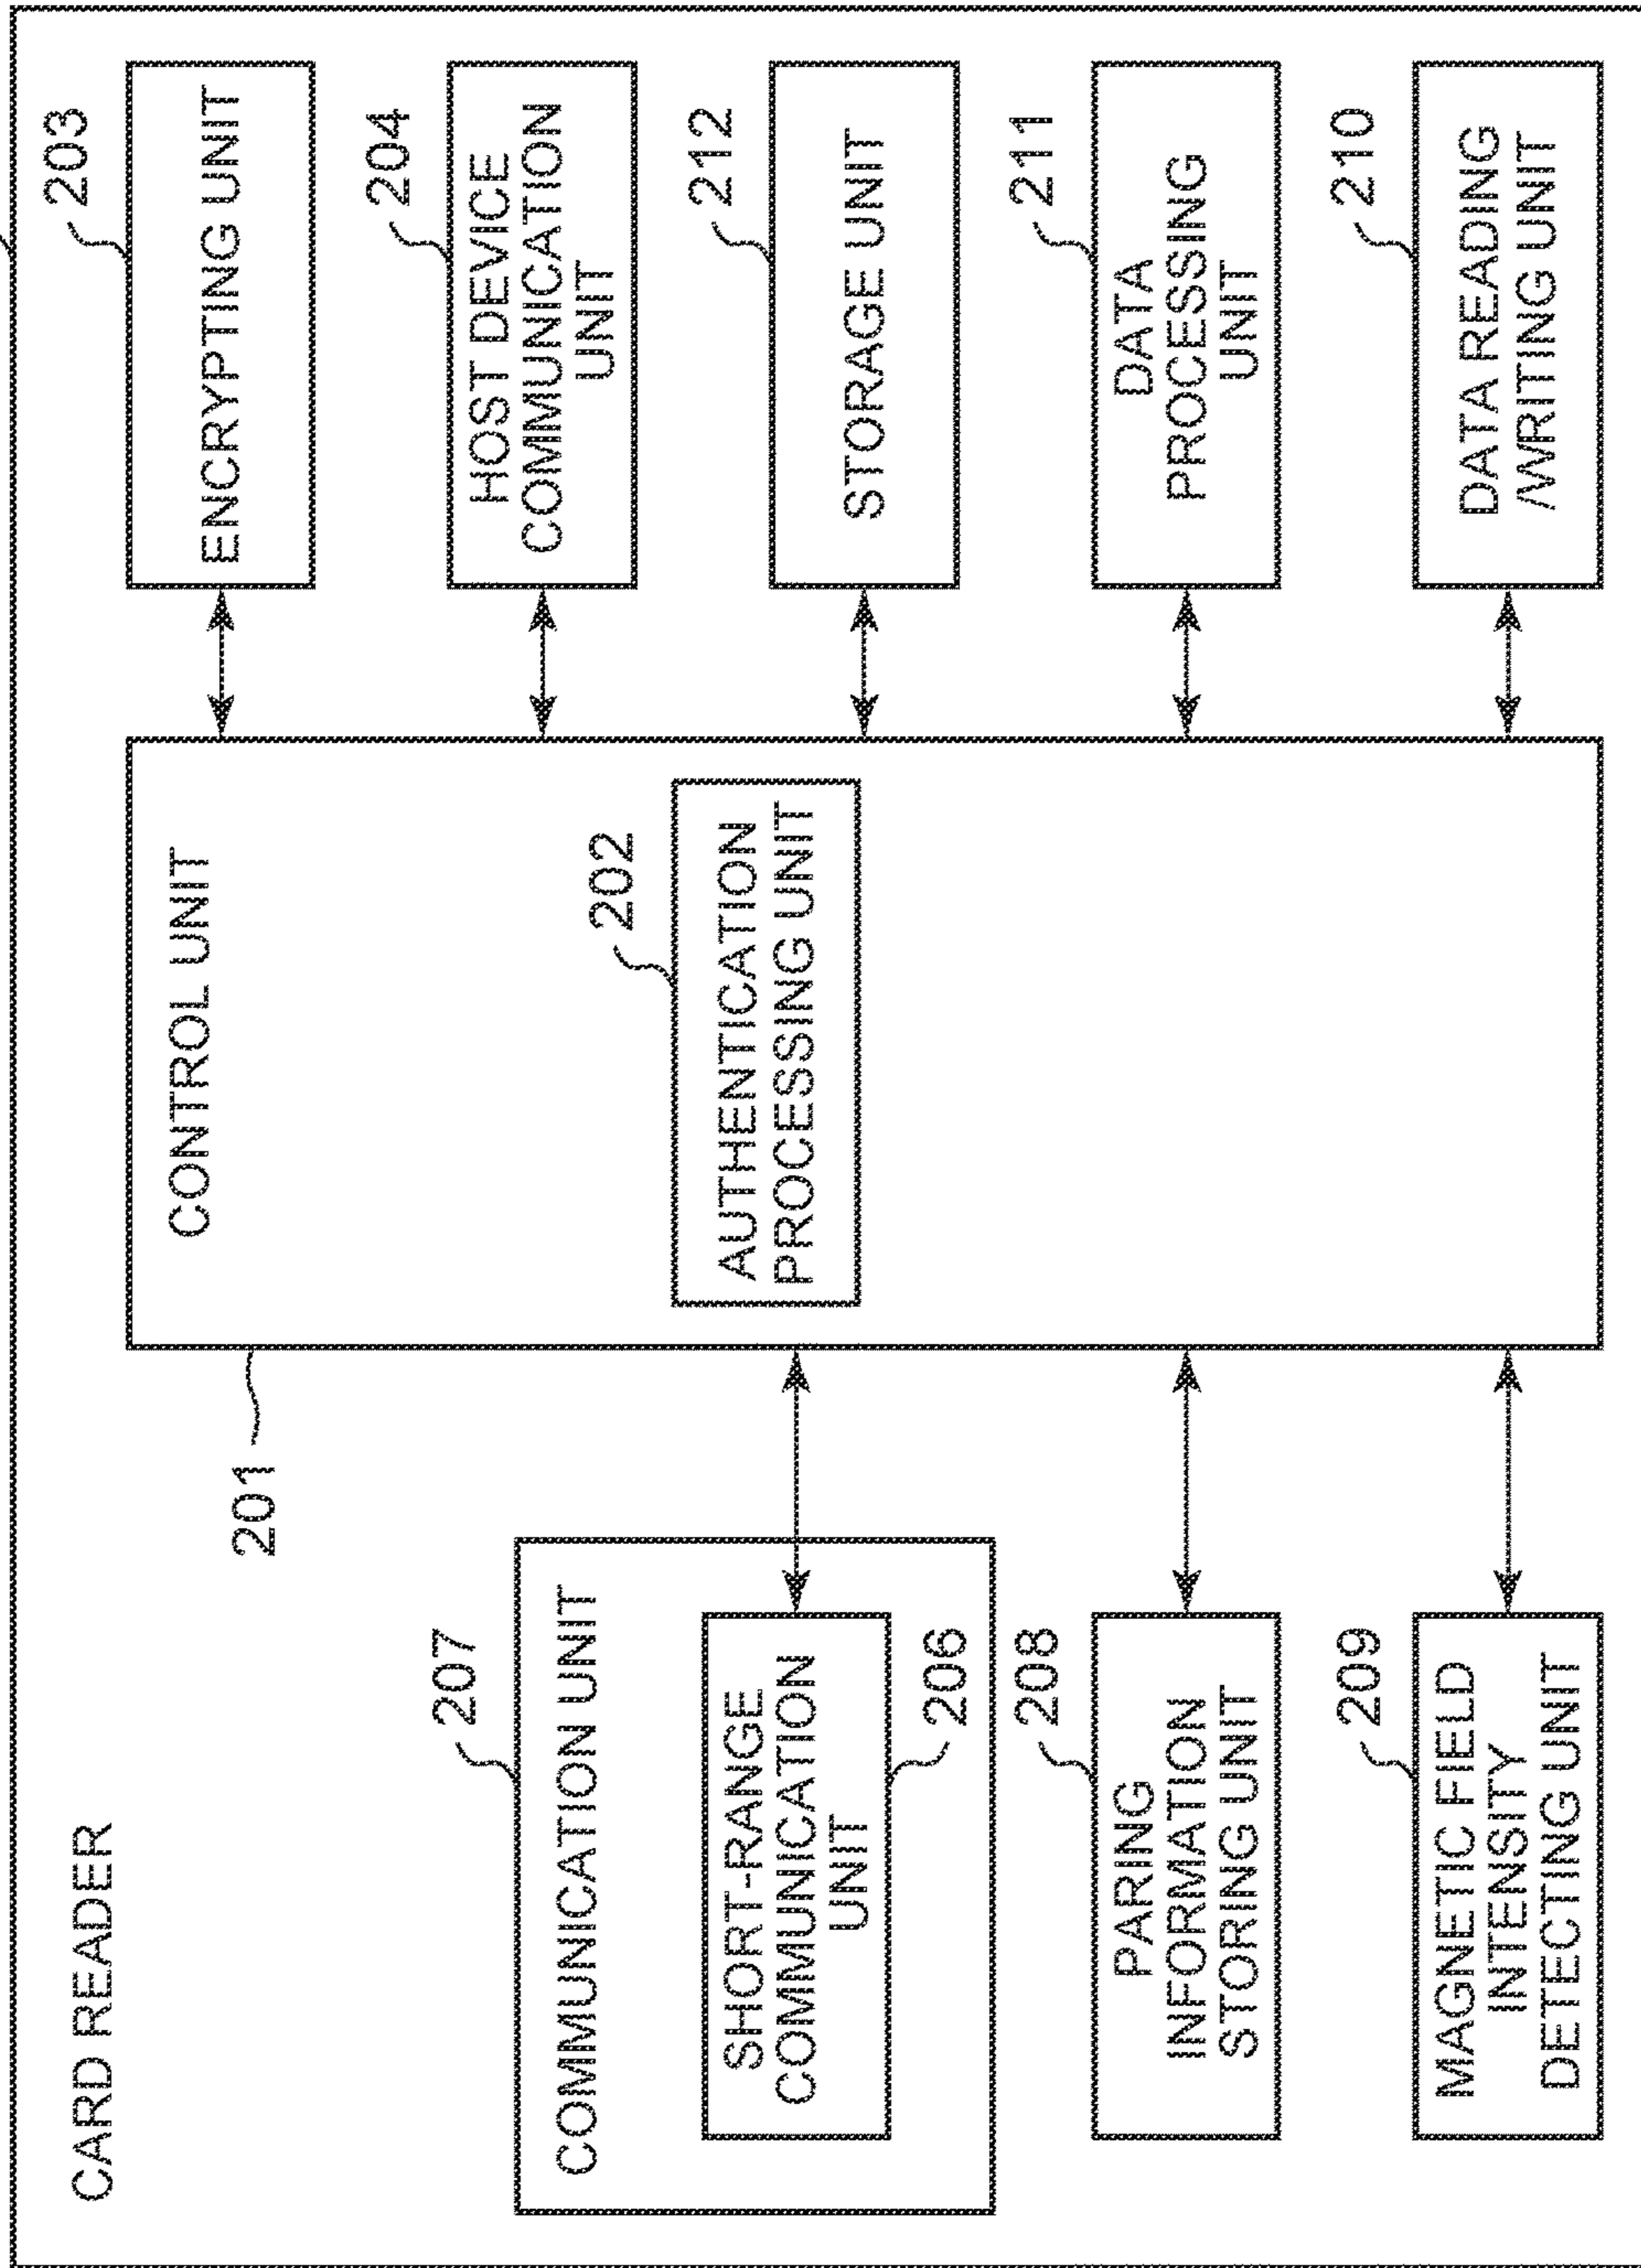 CARD READER
207
COMMUNICATION UNIT
SHORT-RANGE
COMMUNICATION
UNIT
206
208
PARING
INFORMATION
STORING UNIT
209
MAGNETIC FIELD
INTENSITY
DETECTING UNIT
201
CONTROL UNIT
202
AUTHENTICATION
PROCESSING UNIT
203
ENCRYPTING UNIT
204
HOST DEVICE
COMMUNICATION
UNIT
212
STORAGE UNIT
211
DATA
PROCESSING
UNIT
210
DATA READING
/WRITING UNIT